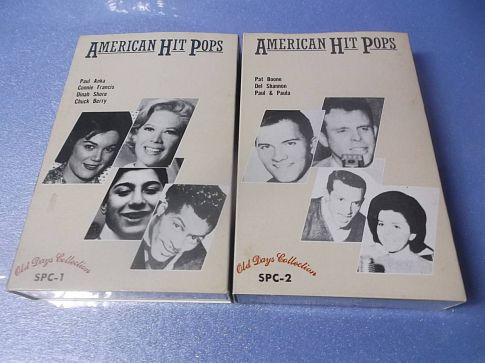 AMERICAN HIT POPS
Paul Anka
Connie Francis
Dinah Shore
Chuck Berry
Old Days Collection
SPC-1
AMERICAN HIT POPS
Pat Boone
Del Shannon
Paul & Paula
Old Days Collection
SPC-2